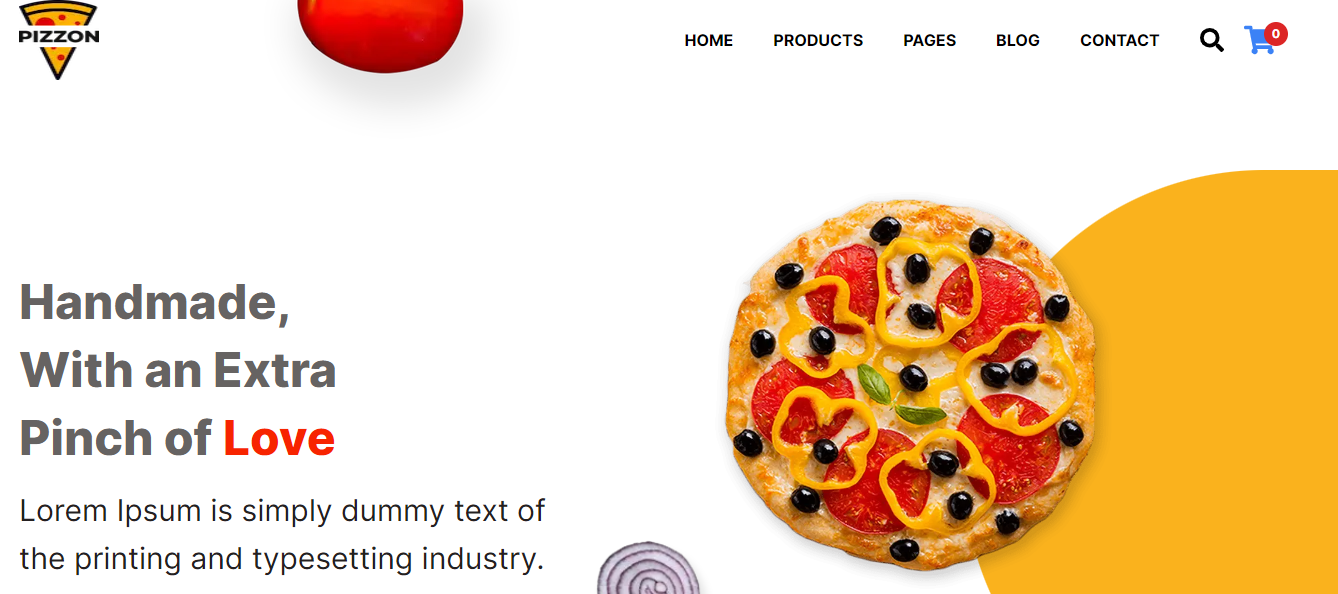 PIZZON
HOME PRODUCTS PAGES BLOG CONTACT 0
Handmade,
With an Extra
Pinch of Love
Lorem Ipsum is simply dummy text of
the printing and typesetting industry.